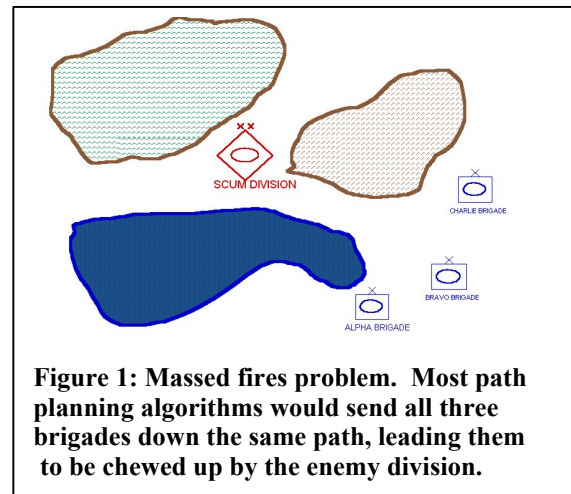 XX
SCUM DIVISION
X
CHARLIE BRIGADE
X
BRAVO BRIGADE
X
ALPHA BRIGADE
Figure 1: Massed fires problem. Most path
planning algorithms would send all three
brigades down the same path, leading them
to be chewed up by the enemy division.